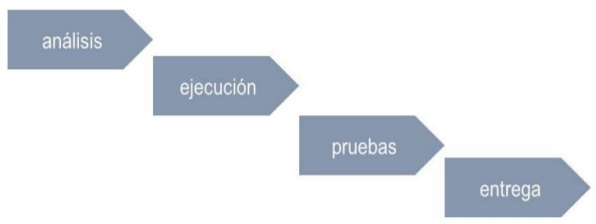 análisis
ejecución
pruebas
entrega